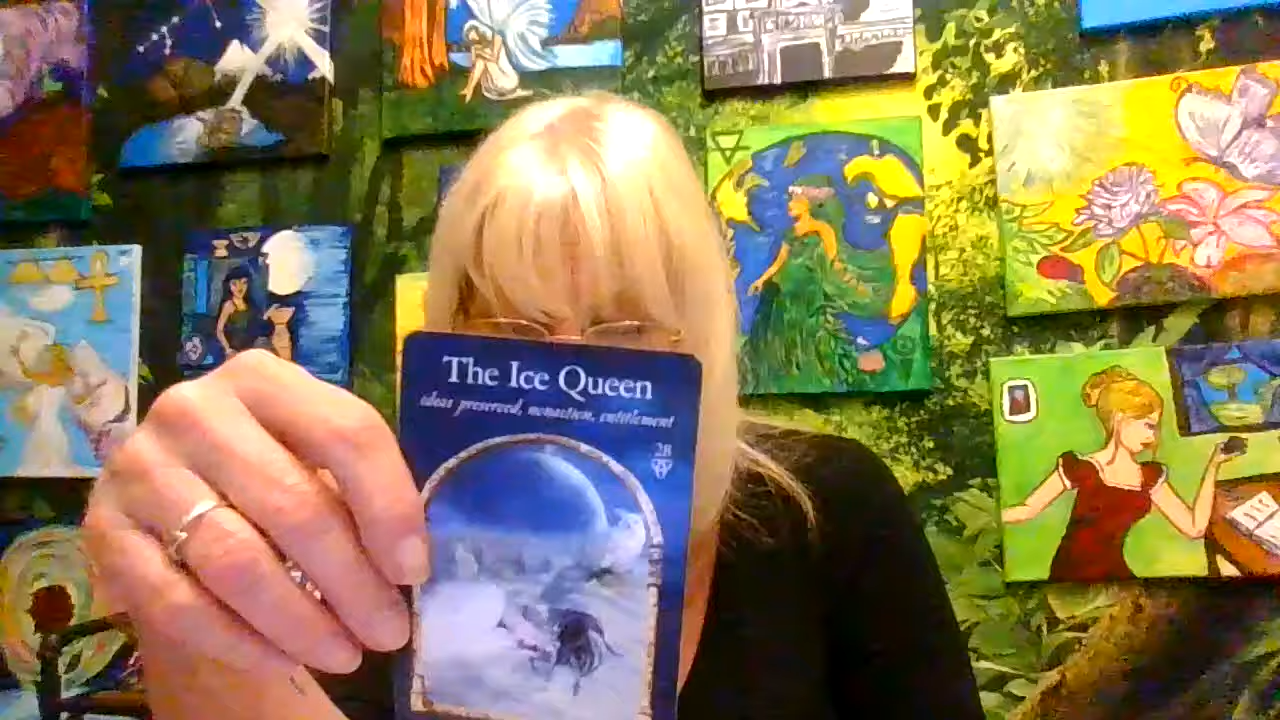 The Ice Queen
ideas preserved, nonaction, entitlement
28